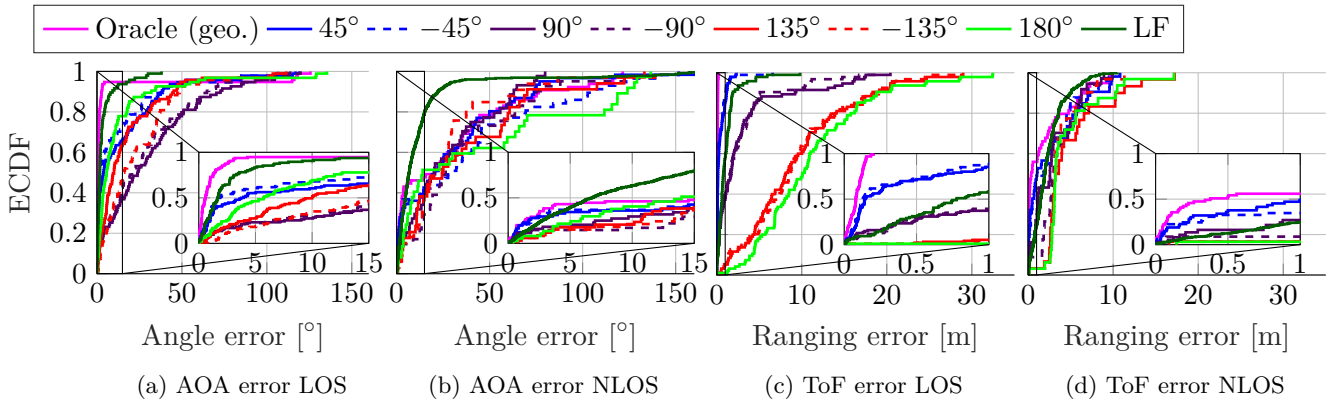 Oracle (geo.) 45° −45° 90° −90° 135° −135° 180° LF
ECDF
1
0.8
0.6
0.4
0.2
0
0 50 100 150
1
0.5
0
0 5 10 15
Angle error [°]
(a) AOA error LOS
0 50 100 150
1
0.5
0
0 5 10 15
Angle error [°]
(b) AOA error NLOS
0 10 20 30
1
0.5
0
0 0.5 1
Ranging error [m]
(c) ToF error LOS
0 10 20 30
1
0.5
0
0 0.5 1
Ranging error [m]
(d) ToF error NLOS